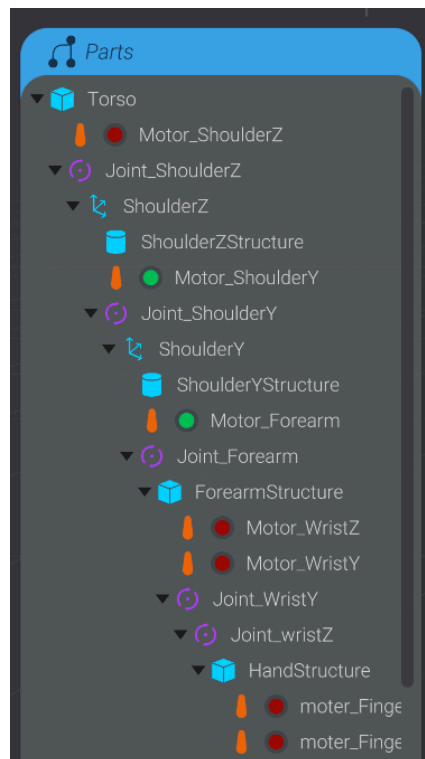 Parts
Torso
Motor_ShoulderZ
Joint_ShoulderZ
ShoulderZ
ShoulderZStructure
Motor_ShoulderY
Joint_ShoulderY
ShoulderY
ShoulderYStructure
Motor_Forearm
Joint_Forearm
ForearmStructure
Motor_WristZ
Motor_WristY
Joint_WristY
Joint_wristZ
HandStructure
moter_Finge
moter_Finge